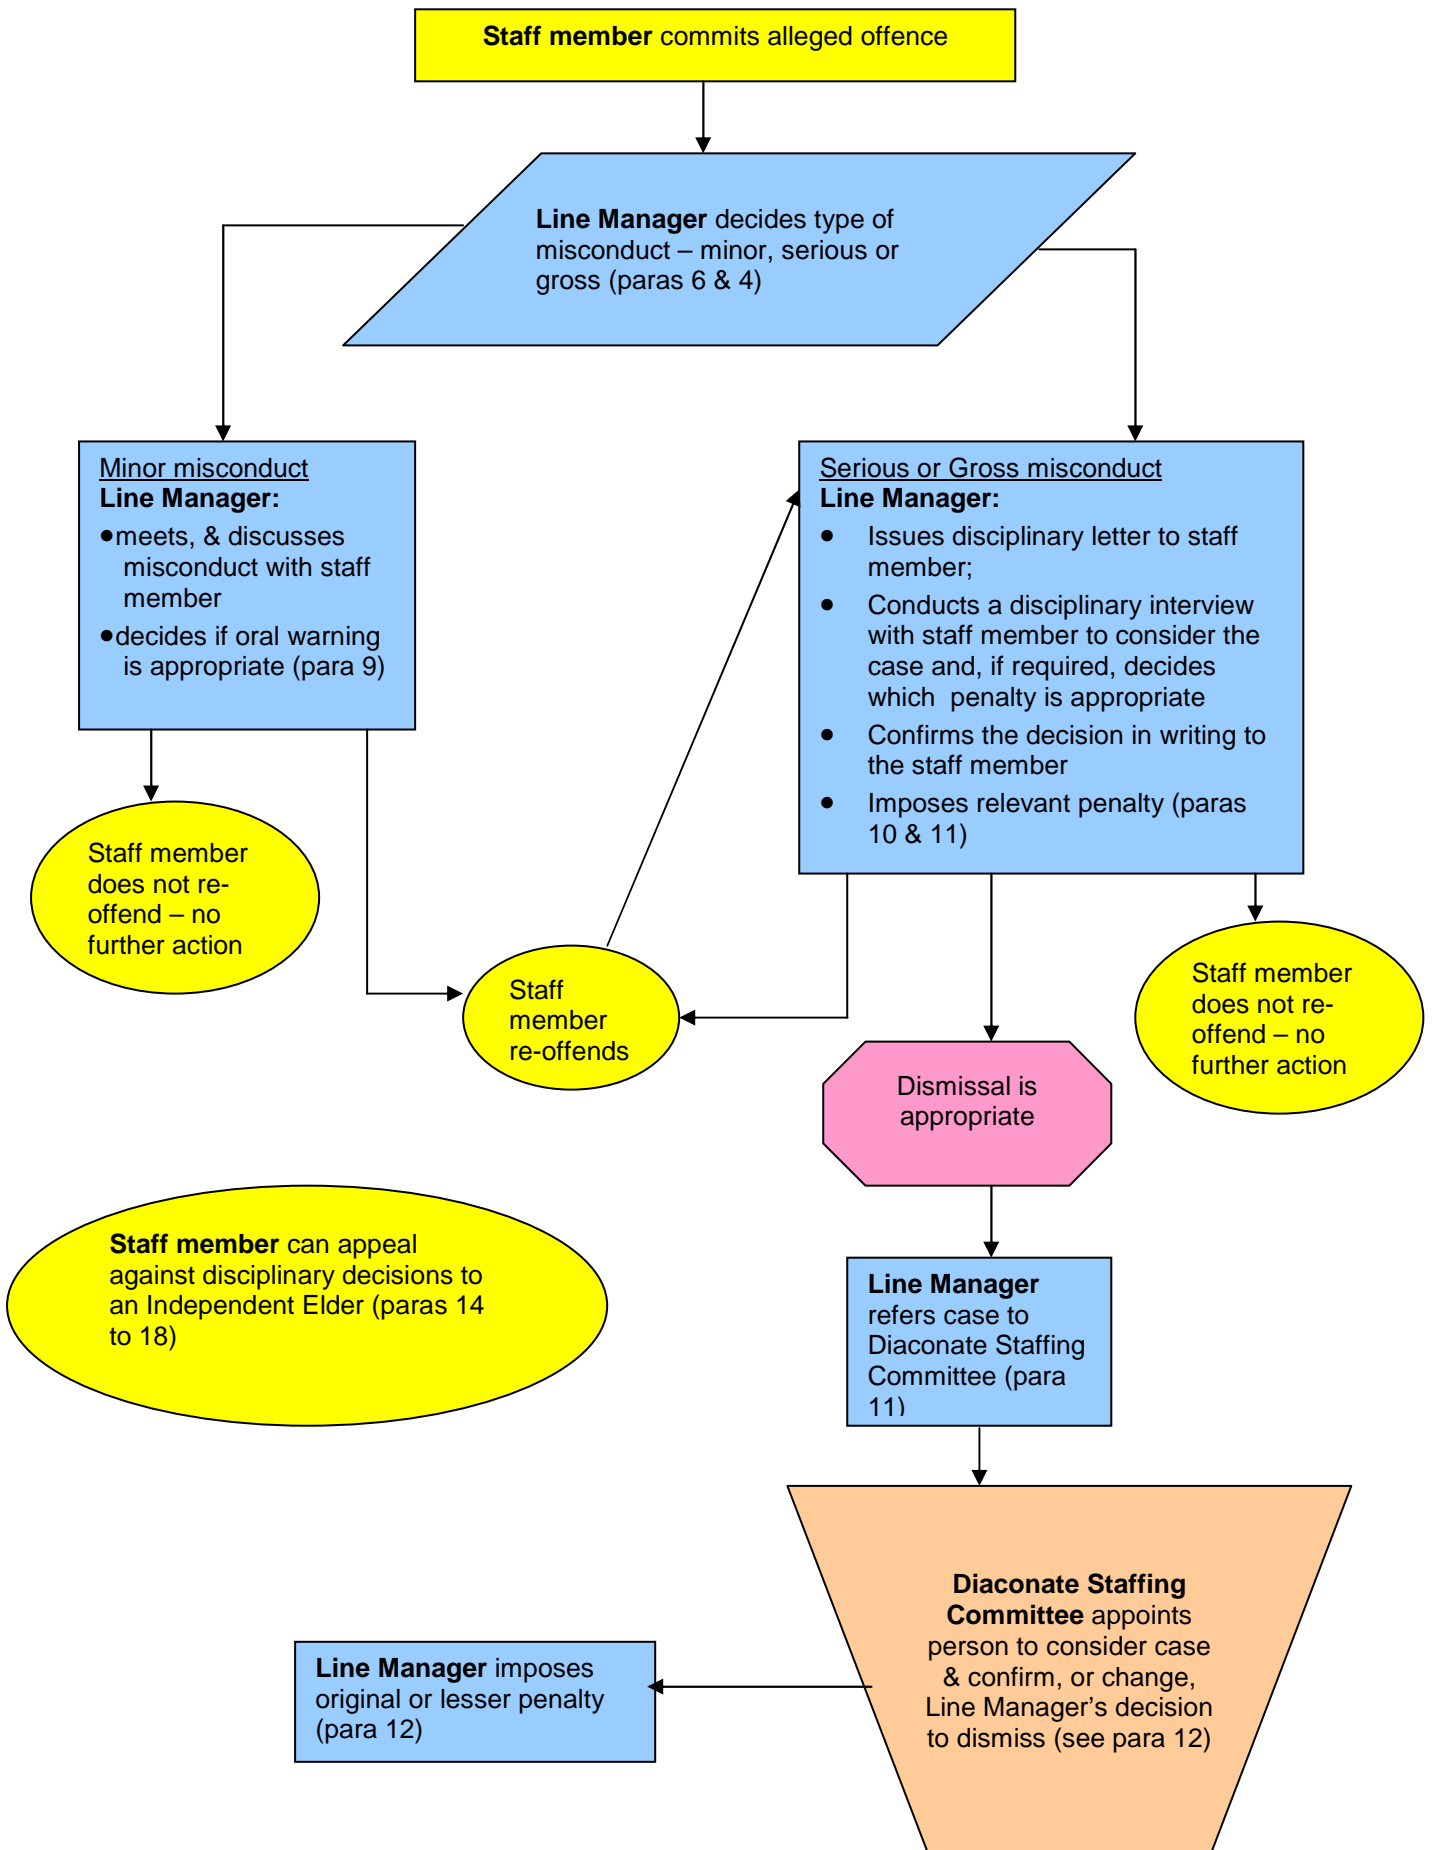 Staff member commits alleged offence
Line Manager decides type of
misconduct – minor, serious or
gross (paras 6 & 4)
Minor misconduct
Line Manager:
●meets, & discusses
misconduct with staff
member
●decides if oral warning
is appropriate (para 9)
Serious or Gross misconduct
Line Manager:
● Issues disciplinary letter to staff
member;
● Conducts a disciplinary interview
with staff member to consider the
case and, if required, decides
which penalty is appropriate
● Confirms the decision in writing to
the staff member
● Imposes relevant penalty (paras
10 & 11)
Staff member
does not re-
offend – no
further action
Staff
member
re-offends
Staff member
does not re-
offend – no
further action
Dismissal is
appropriate
Staff member can appeal
against disciplinary decisions to
an Independent Elder (paras 14
to 18)
Line Manager
refers case to
Diaconate Staffing
Committee (para
11)
Diaconate Staffing
Committee appoints
person to consider case
& confirm, or change,
Line Manager’s decision
to dismiss (see para 12)
Line Manager imposes
original or lesser penalty
(para 12)